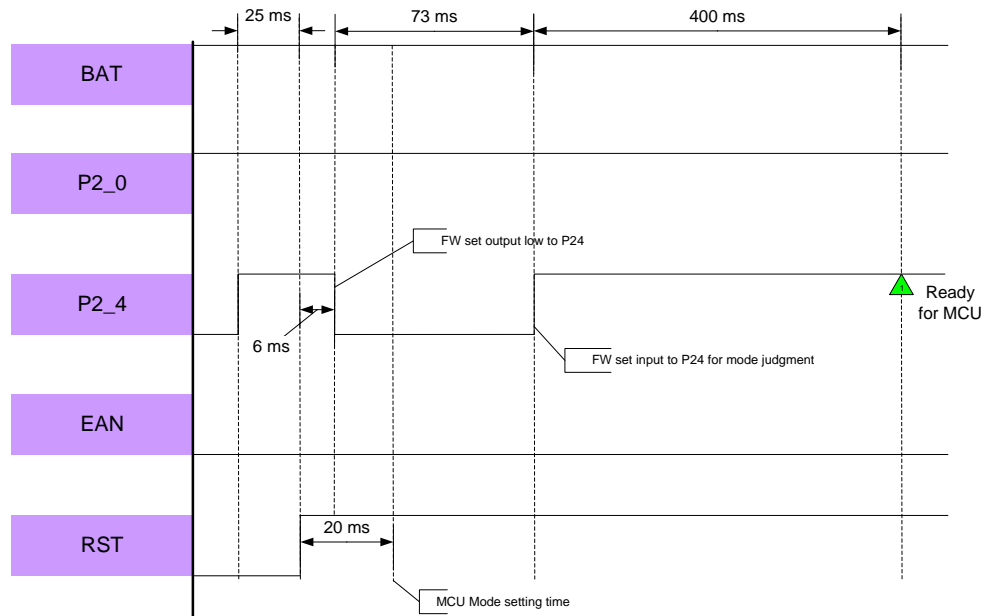 25 ms
73 ms
400 ms
BAT
P2_0
FW set output low to P24
P2_4
1
Ready
for MCU
6 ms
FW set input to P24 for mode judgment
EAN
20 ms
RST
MCU Mode setting time